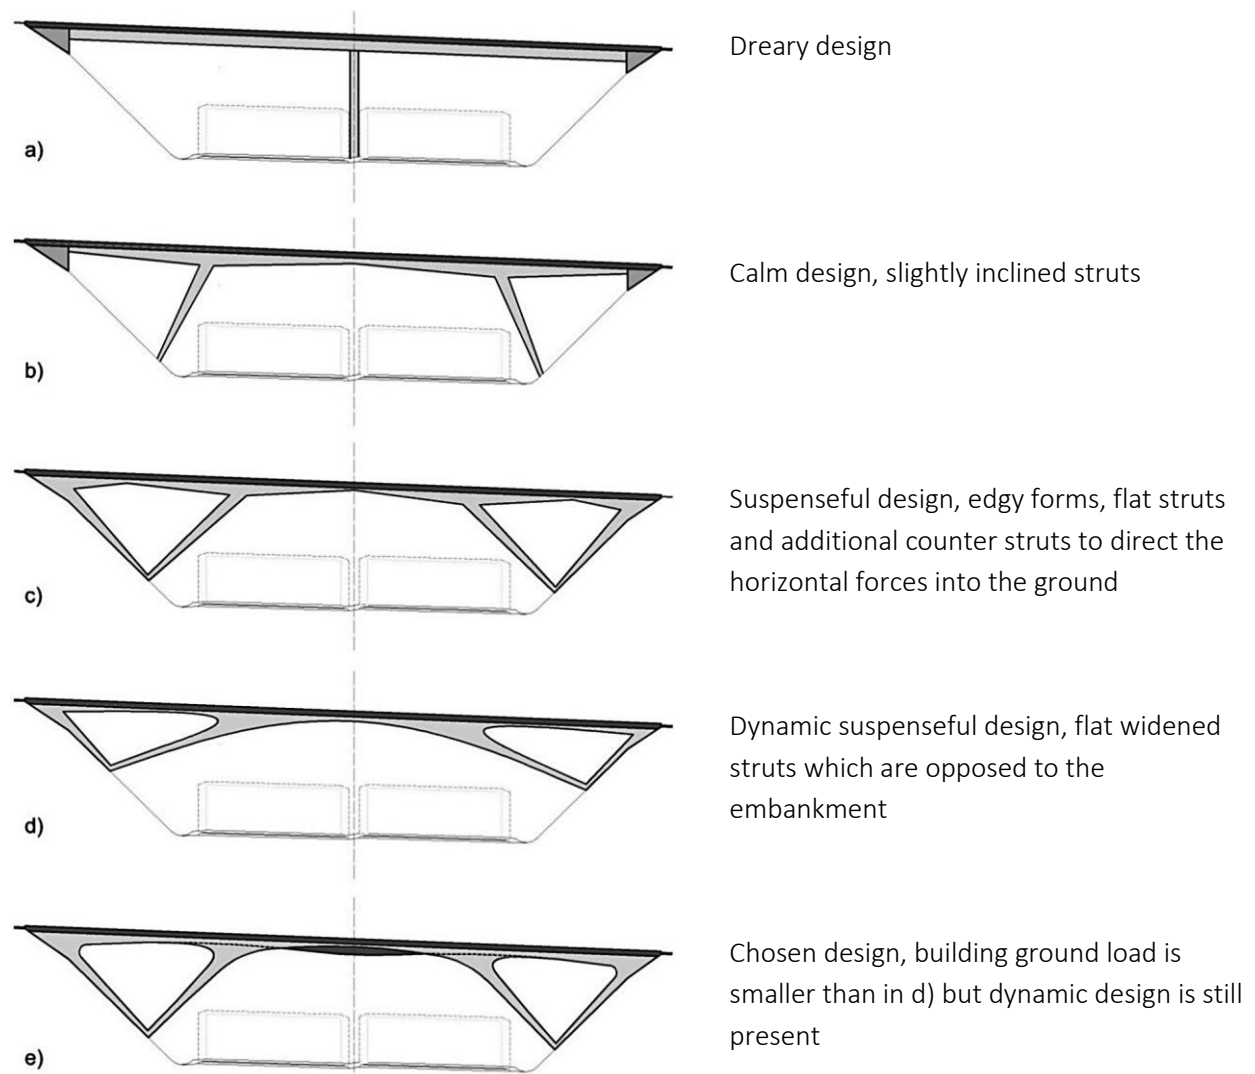 Dreary design
a)
Calm design, slightly inclined struts
b)
Suspenseful design, edgy forms, flat struts
and additional counter struts to direct the
horizontal forces into the ground
c)
Dynamic suspenseful design, flat widened
struts which are opposed to the
embankment
d)
Chosen design, building ground load is
smaller than in d) but dynamic design is still
present
e)